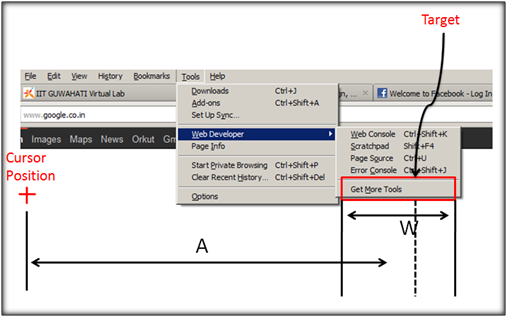 Target
File Edit View History Bookmarks Tools Help
IIT GUWAHATI Virtual Lab
Welcome to Facebook - Log In
www.google.co.in
Images Maps News Orkut
Downloads Ctrl+J
Add-ons Ctrl+Shift+A
Set Up Sync...
Web Developer
Page Info
Start Private Browsing Ctrl+Shift+P
Clear Recent History... Ctrl+Shift+Del
Options
Web Console Ctrl+Shift+K
Scratchpad Shift+F4
Page Source Ctrl+U
Error Console Ctrl+Shift+J
Get More Tools
Cursor
Position
A
W